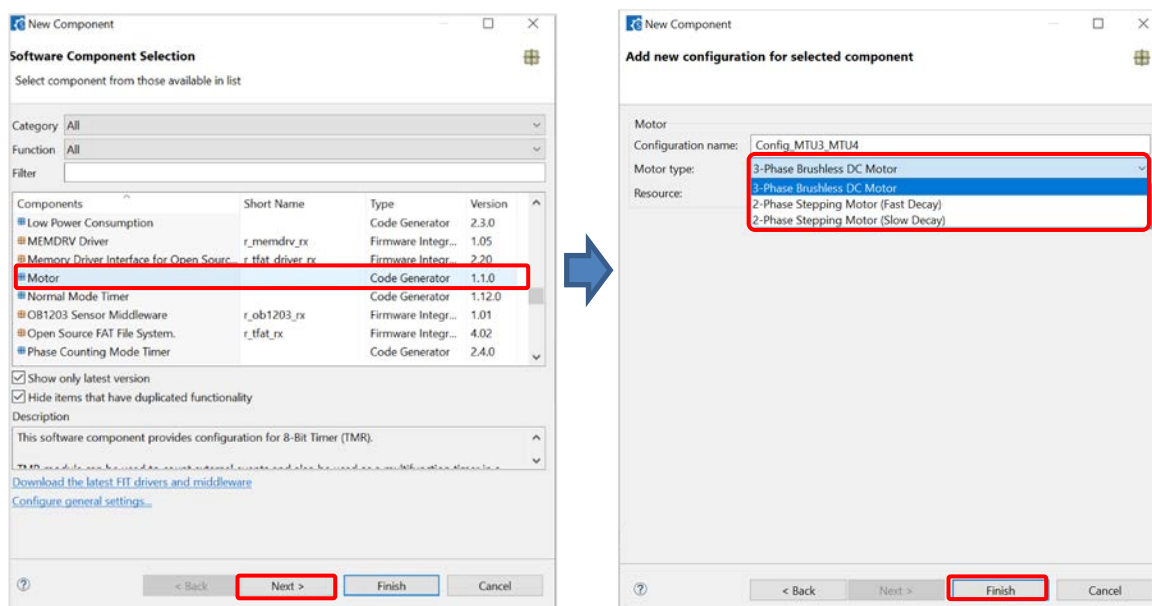 New Component
Software Component Selection
Select component from those available in list
Category All
Function All
Filter
Components Short Name Type Version
Low Power Consumption Code Generator 2.3.0
MEMDRV Driver r_memdrv_rx Firmware Integr... 1.05
Memory Driver Interface for Open Sourc... r_tfat_driver_rx Firmware Integr... 2.20
Motor Code Generator 1.1.0
Normal Mode Timer Code Generator 1.12.0
OB1203 Sensor Middleware r_ob1203_rx Firmware Integr... 1.01
Open Source FAT File System. r_tfat_rx Firmware Integr... 4.02
Phase Counting Mode Timer Code Generator 2.4.0
Show only latest version
Hide items that have duplicated functionality
Description
This software component provides configuration for 8-Bit Timer (TMR).
Download the latest FIT drivers and middleware
Configure general settings...
< Back Next > Finish Cancel
New Component
Add new configuration for selected component
Motor
Configuration name: Config_MTU3_MTU4
Motor type: 3-Phase Brushless DC Motor
Resource: 3-Phase Brushless DC Motor
2-Phase Stepping Motor (Fast Decay)
2-Phase Stepping Motor (Slow Decay)
< Back Next > Finish Cancel